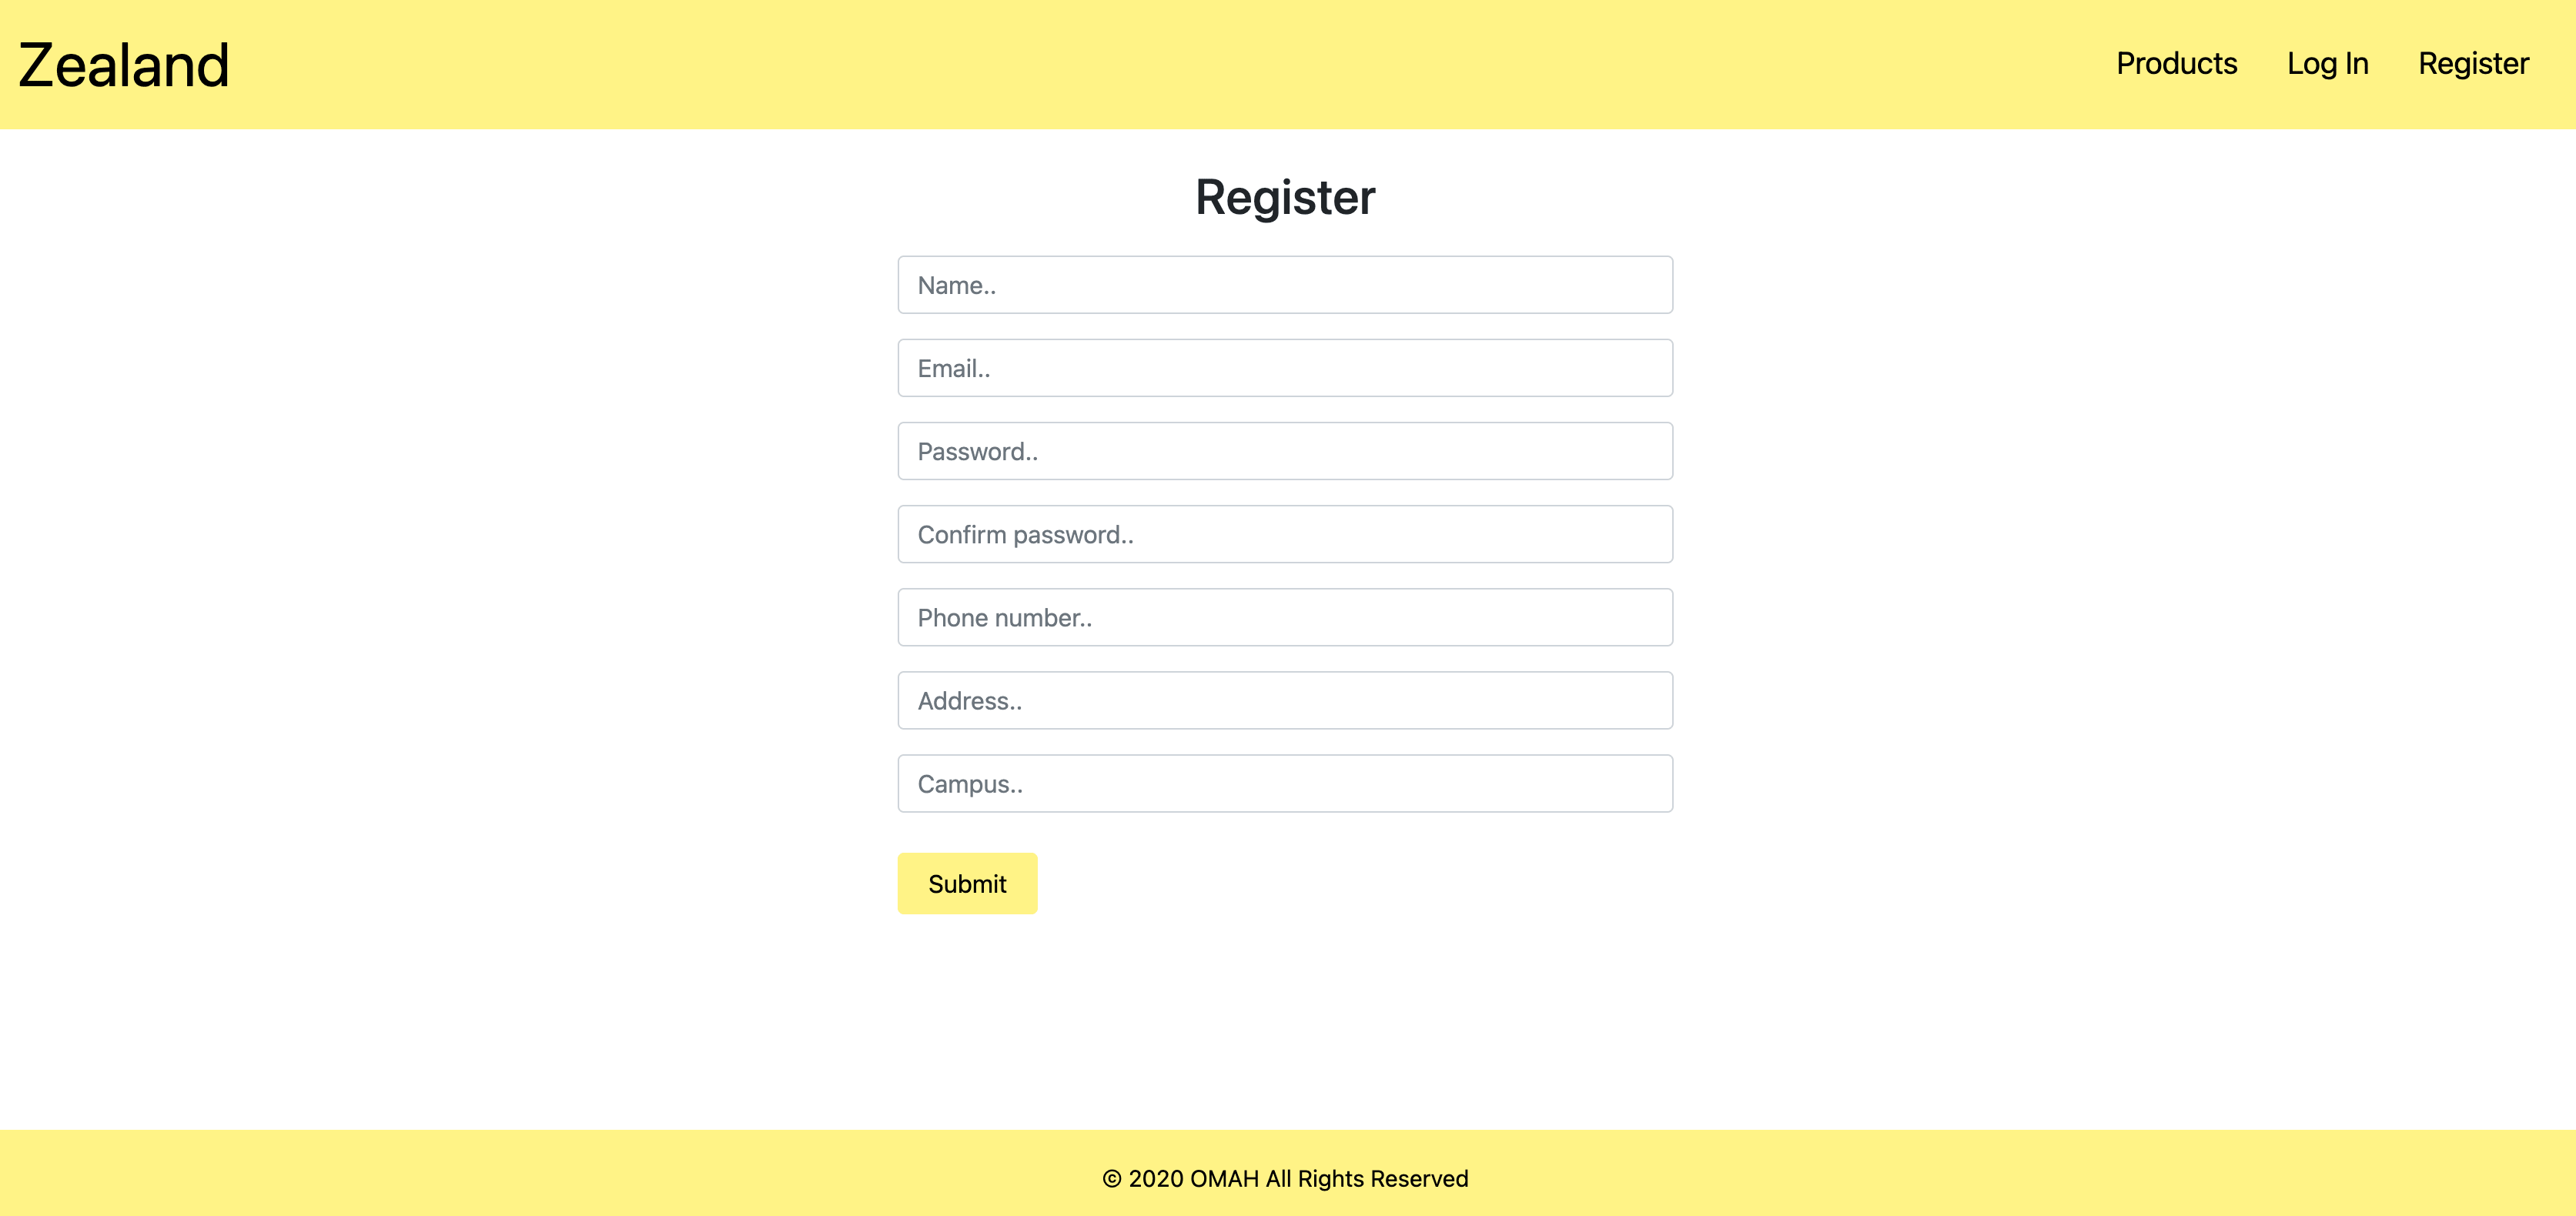 Zealand
Products Log In Register
Register
Name..
Email..
Password..
Confirm password..
Phone number..
Address..
Campus..
Submit
© 2020 OMAH All Rights Reserved